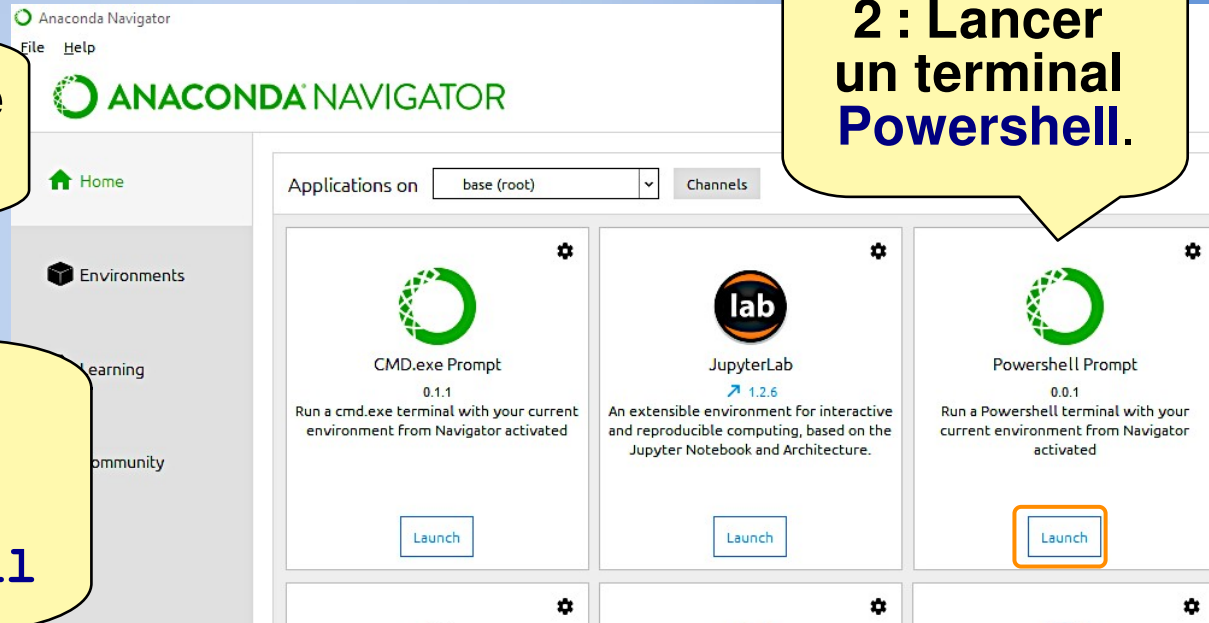 Anaconda Navigator
File Help
ANACONDA NAVIGATOR
2 : Lancer
un terminal
Powershell.
Home
Environments
Learning
Community
Applications on base (root) Channels
CMD.exe Prompt
0.1.1
Run a cmd.exe terminal with your current
environment from Navigator activated
Launch
JupyterLab
1.2.6
An extensible environment for interactive
and reproducible computing, based on the
Jupyter Notebook and Architecture.
Launch
Powershell Prompt
0.0.1
Run a Powershell terminal with your
current environment from Navigator
activated
Launch